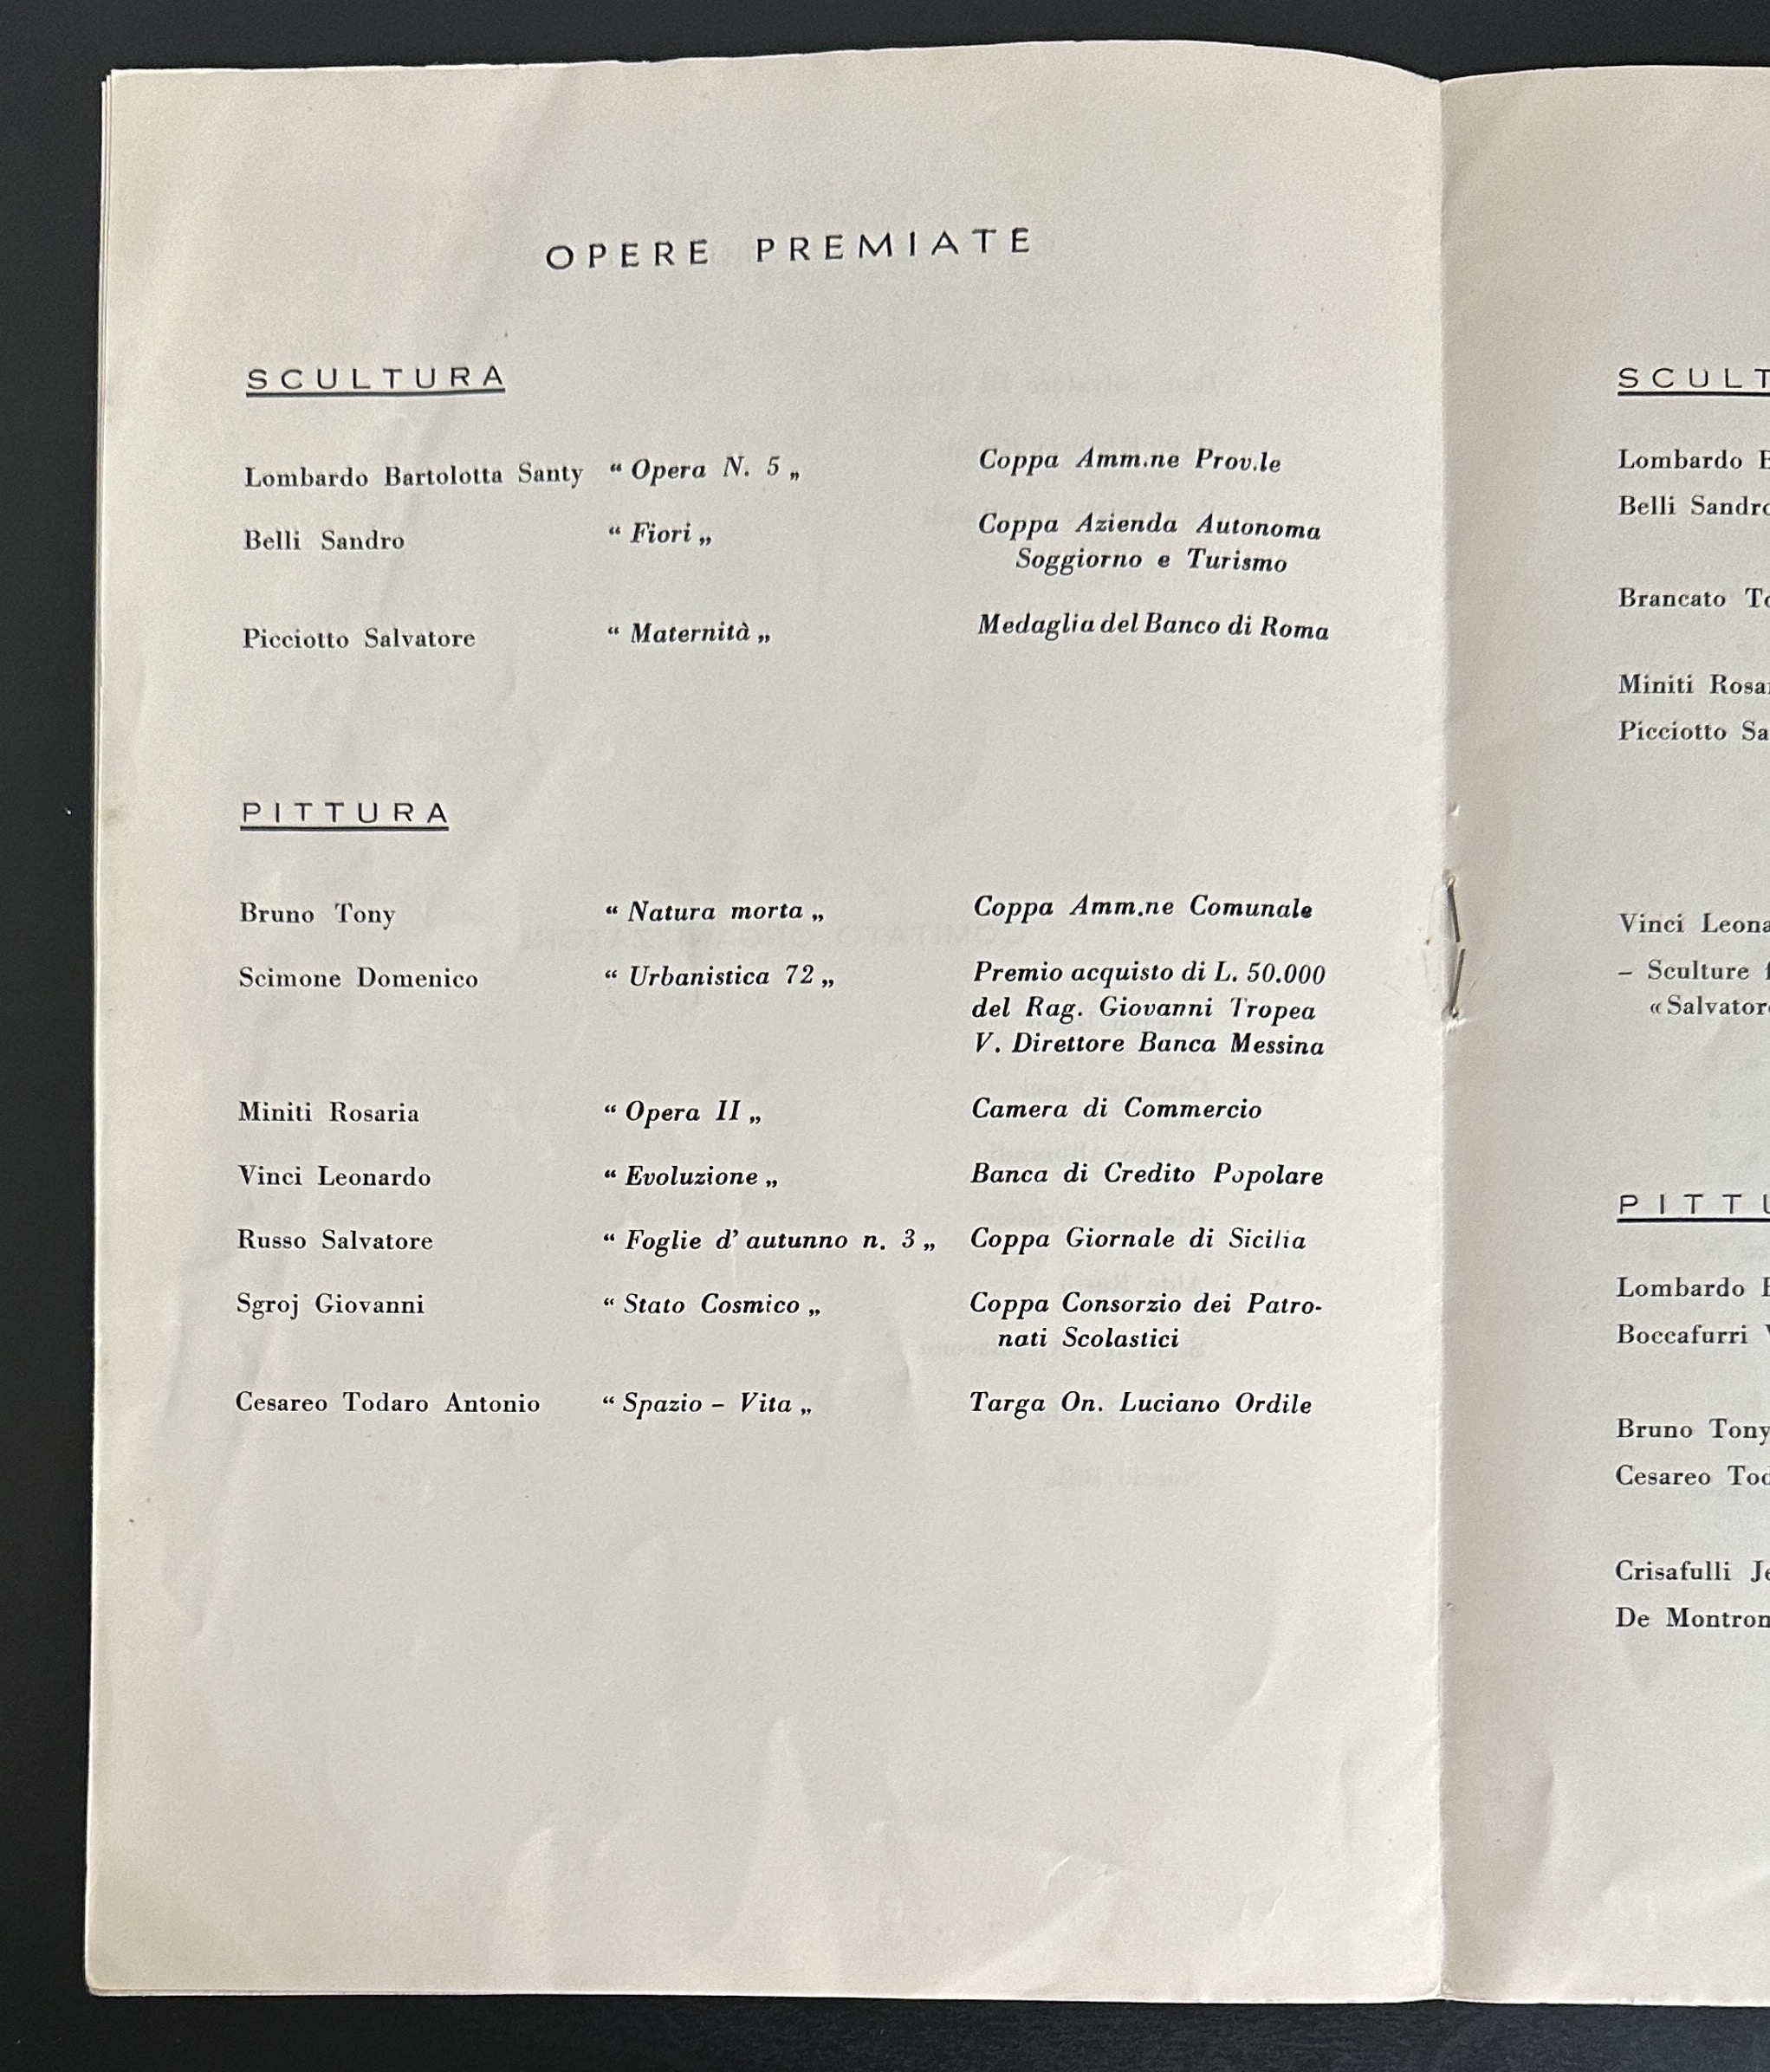 OPERE PREMIATE
SCULTURA
Lombardo Bartolotta Santy “ Opera N. 5 „ Coppa Amm.ne Prov.le
Belli Sandro “ Fiori „ Coppa Azienda Autonoma
Soggiorno e Turismo
Picciotto Salvatore “ Maternità „ Medaglia del Banco di Roma
PITTURA
Bruno Tony “ Natura morta „ Coppa Amm.ne Comunale
Scimone Domenico “ Urbanistica 72 „ Premio acquisto di L. 50.000
del Rag. Giovanni Tropea
V. Direttore Banca Messina
Miniti Rosaria “ Opera II „ Camera di Commercio
Vinci Leonardo “ Evoluzione „ Banca di Credito Popolare
Russo Salvatore “ Foglie d’ autunno n. 3 „ Coppa Giornale di Sicilia
Sgroj Giovanni “ Stato Cosmico „ Coppa Consorzio dei Patro-
nati Scolastici
Cesareo Todaro Antonio “ Spazio – Vita „ Targa On. Luciano Ordile
Lombardo
Belli Sandro
Brancato
Miniti
Picciotto
Vinci
– Sculture
Lombardo
Boccafurri
Bruno Tony
Cesareo
Crisafulli
De